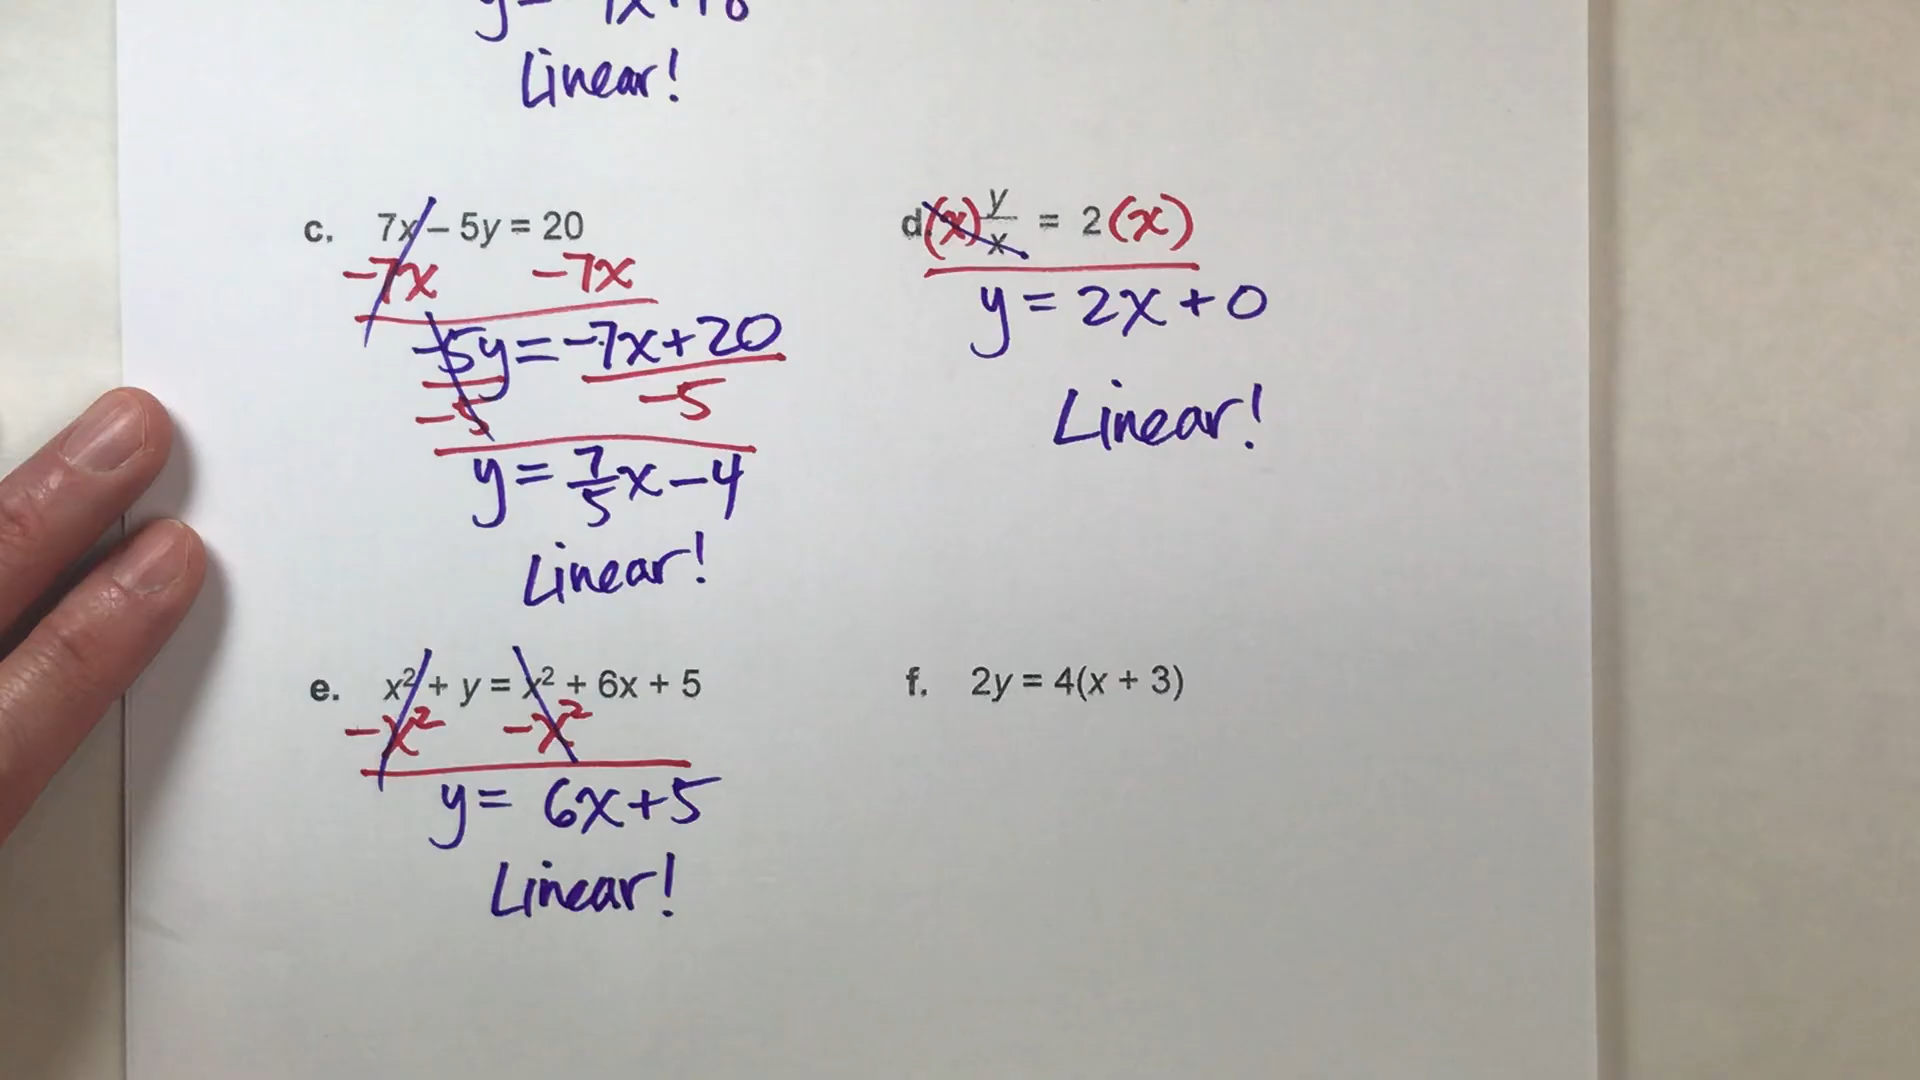 Linear!
c. 7x – 5y = 20
-7x -7x
-5y = -7x + 20
-5 -5
y = 7/5 x - 4
Linear!
d. (x) y/x = 2 (x)
y = 2x + 0
Linear!
e. x² + y = x² + 6x + 5
-x² -x²
y = 6x + 5
Linear!
f. 2y = 4(x + 3)